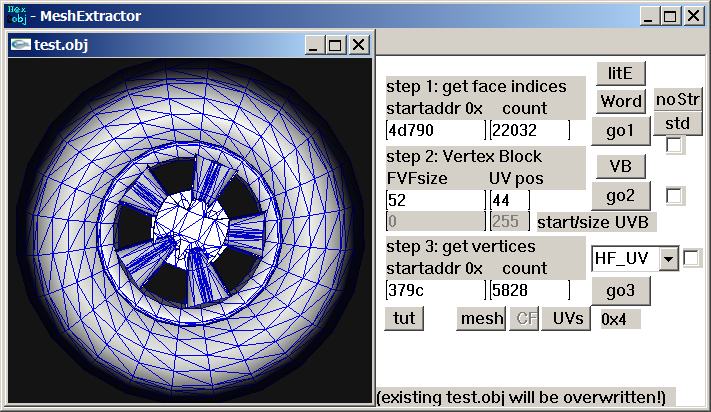 Hex
obj - MeshExtractor
test.obj
litE
step 1: get face indices
Word noStr
startaddr 0x count
std
4d790 22032 go1
step 2: Vertex Block
VB
FVFsize UV pos
52 44 go2
0 255 start/size UVB
step 3: get vertices
HF_UV
startaddr 0x count
379c 5828 go3
tut mesh CF UVs 0x4
(existing test.obj will be overwritten!)